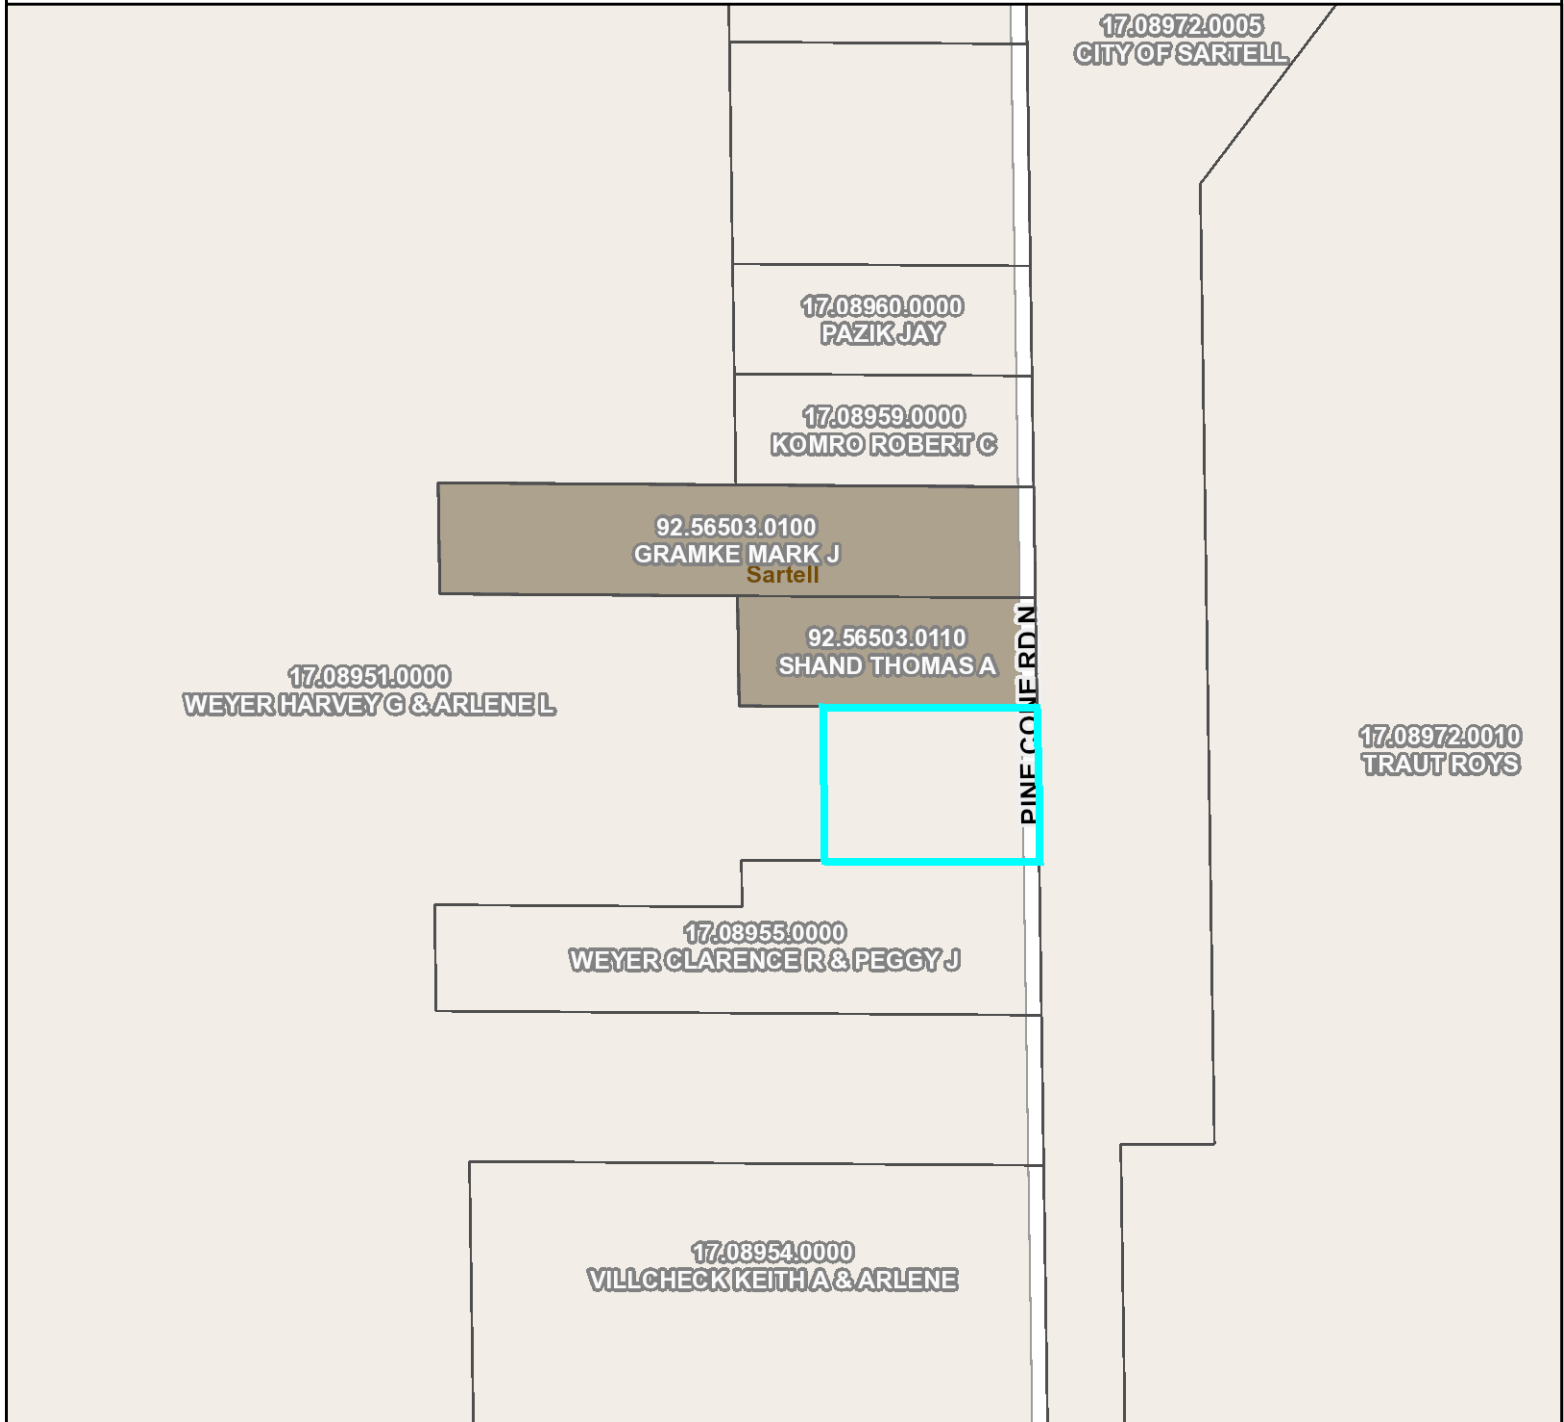 17.08972.0005
CITY OF SARTELL
17.08960.0000
PAZIK JAY
17.08959.0000
KOMRO ROBERT C
92.56503.0100
GRAMKE MARK J
Sartell
92.56503.0110
SHAND THOMAS A
PINE CONE RD N
17.08951.0000
WEYER HARVEY G & ARLENE L
17.08972.0010
TRAUT ROY S
17.08955.0000
WEYER CLARENCE R & PEGGY J
17.08954.0000
VILLCHECK KEITH A & ARLENE